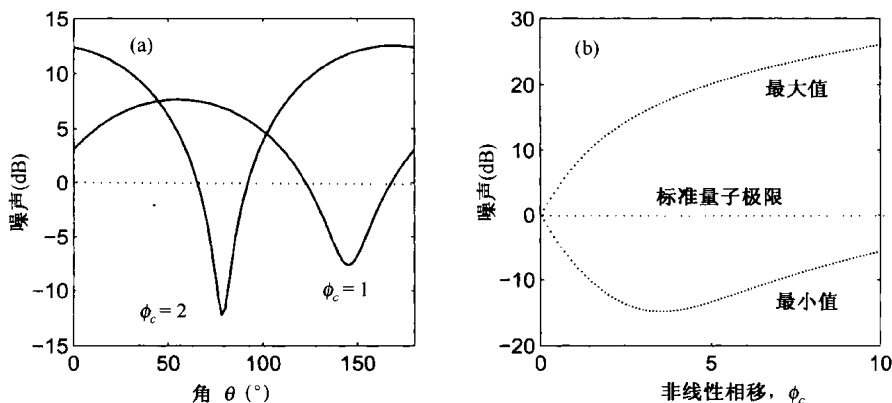 (a)
15
10
5
0
−5
−10
−15
0
50
100
150
噪声(dB)
角 θ (°)
ϕc = 2
ϕc = 1
(b)
30
20
10
0
−10
−20
0
5
10
噪声(dB)
最大值
标准量子极限
最小值
非线性相移，ϕc